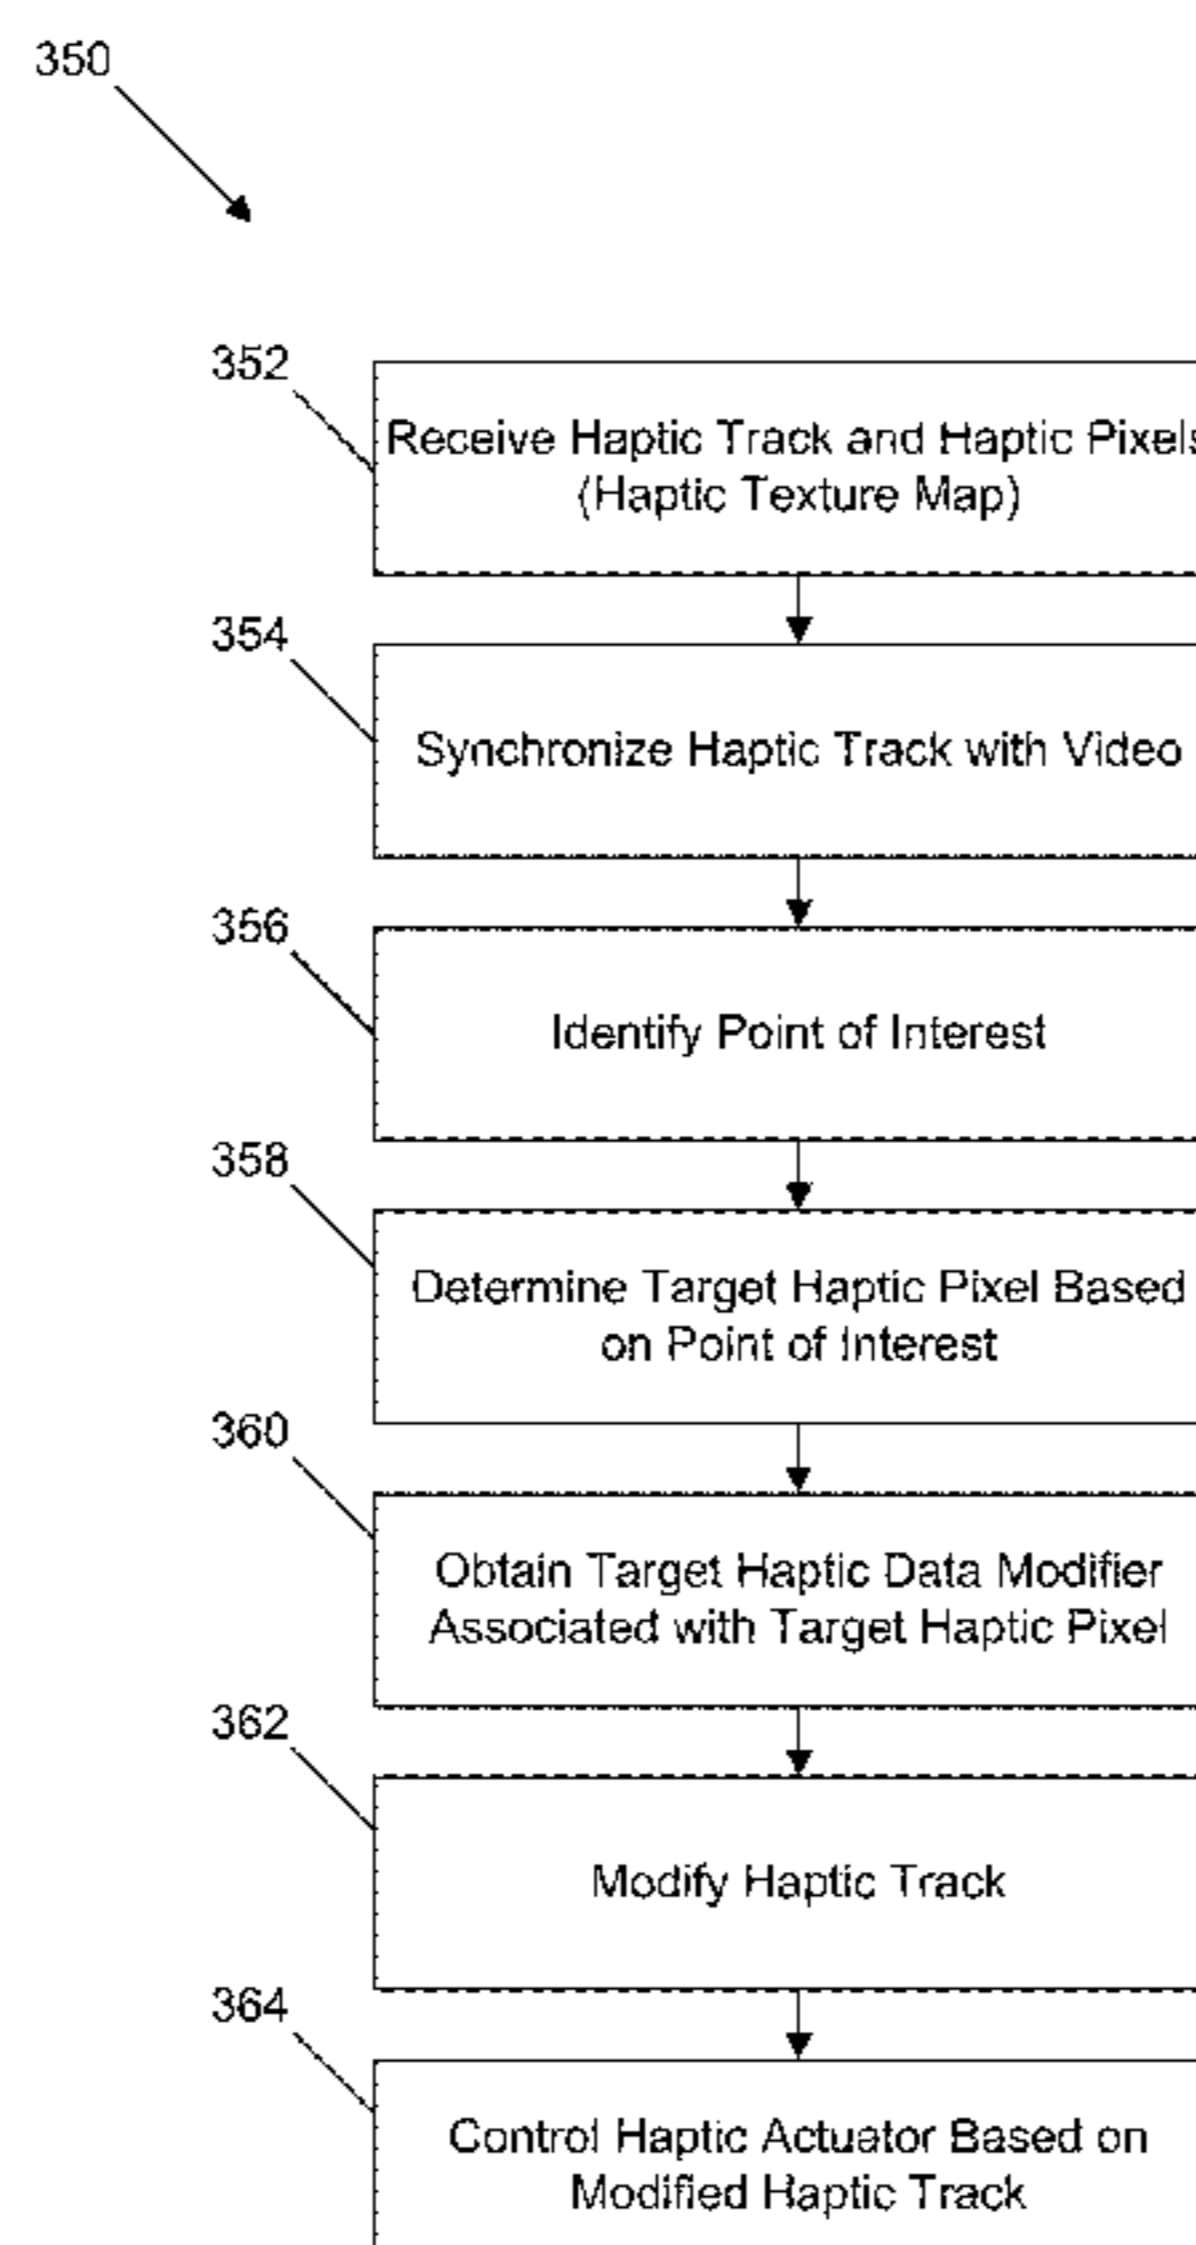 350
352
Receive Haptic Track and Haptic Pixels
(Haptic Texture Map)
354
Synchronize Haptic Track with Video
356
Identify Point of Interest
358
Determine Target Haptic Pixel Based
on Point of Interest
360
Obtain Target Haptic Data Modifier
Associated with Target Haptic Pixel
362
Modify Haptic Track
364
Control Haptic Actuator Based on
Modified Haptic Track